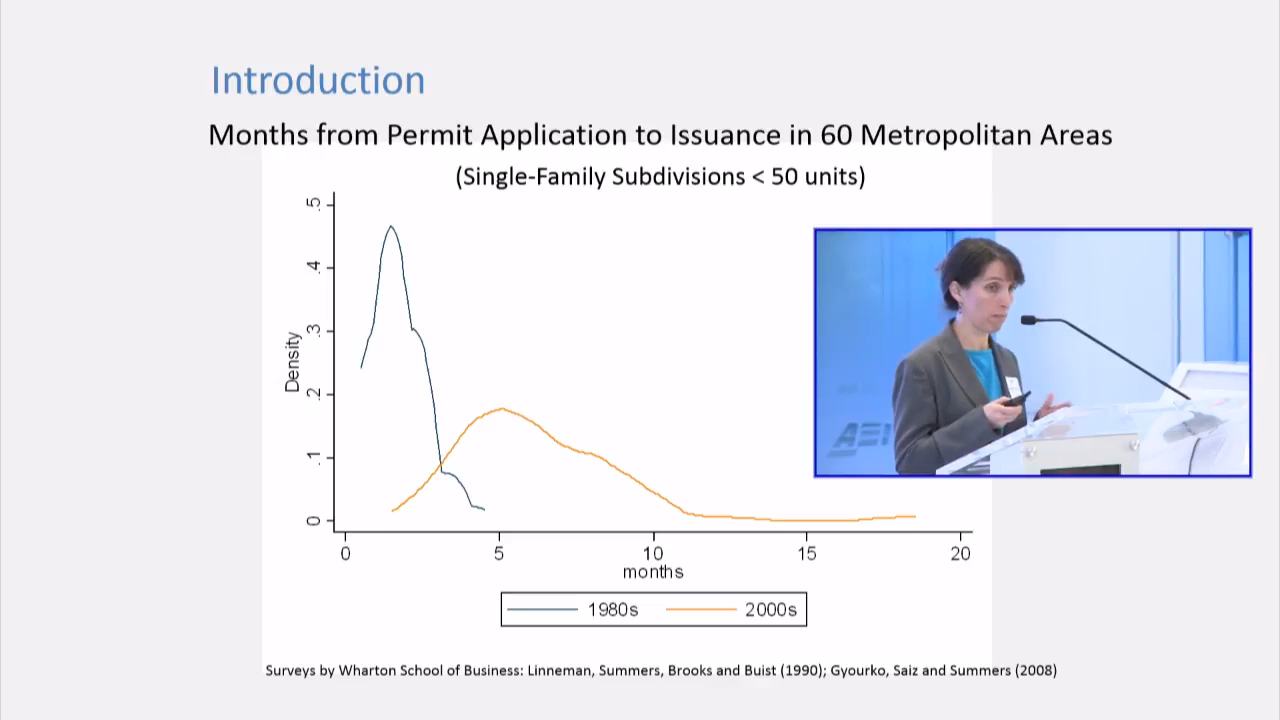 Introduction
Months from Permit Application to Issuance in 60 Metropolitan Areas
(Single-Family Subdivisions < 50 units)
.5
.4
.3
.2
.1
0
Density
0 5 10 15 20
months
1980s 2000s
AEI
Surveys by Wharton School of Business: Linneman, Summers, Brooks and Buist (1990); Gyourko, Saiz and Summers (2008)